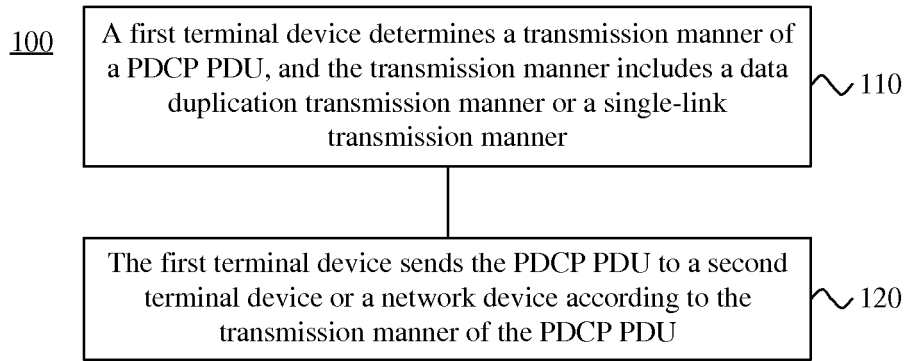 100
A first terminal device determines a transmission manner of
a PDCP PDU, and the transmission manner includes a data
duplication transmission manner or a single-link
transmission manner
110
The first terminal device sends the PDCP PDU to a second
terminal device or a network device according to the
transmission manner of the PDCP PDU
120